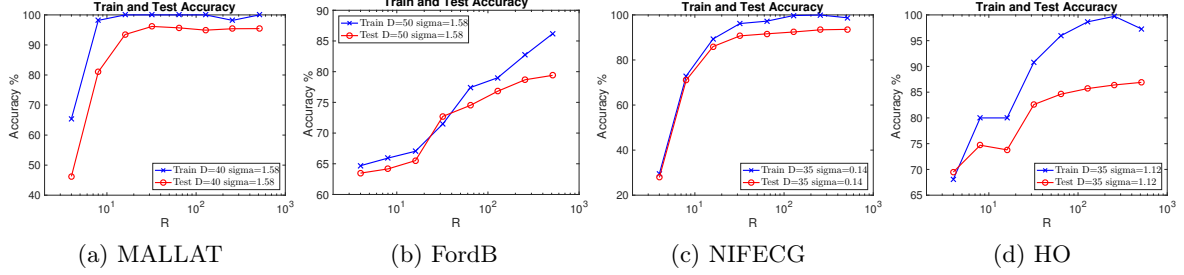 Train and Test Accuracy
100
90
80
70
60
50
40
Accuracy %
Train D=40 sigma=1.58
Test D=40 sigma=1.58
10^1
10^2
10^3
R
(a) MALLAT
Train and Test Accuracy
90
85
80
75
70
65
60
Accuracy %
Train D=50 sigma=1.58
Test D=50 sigma=1.58
10^1
10^2
10^3
R
(b) FordB
Train and Test Accuracy
100
80
60
40
20
Accuracy %
Train D=35 sigma=0.14
Test D=35 sigma=0.14
10^1
10^2
10^3
R
(c) NIFECG
Train and Test Accuracy
100
95
90
85
80
75
70
65
Accuracy %
Train D=35 sigma=1.12
Test D=35 sigma=1.12
10^1
10^2
10^3
R
(d) HO